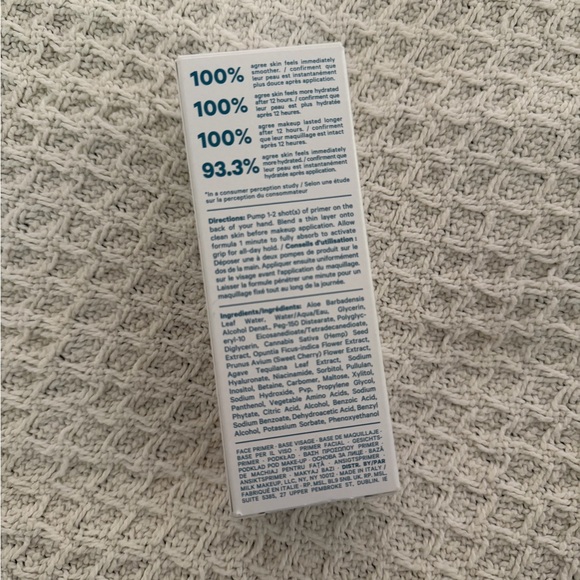 100%
agree skin feels immediately
smoother. / confirment que
leur peau est instantanément
plus douce après application.
100%
agree skin feels more hydrated
after 12 hours. / confirment que
leur peau est plus hydratée
après 12 heures.
100%
agree makeup lasted longer
after 12 hours. / confirment
que leur maquillage est intact
après 12 heures.
93.3%
agree skin feels immediately
more hydrated. / confirment que
leur peau est instantanément
hydratée après application.
*In a consumer perception study / Selon une étude
sur la perception du consommateur
Directions: Pump 1-2 shot(s) of primer on the
back of your hand. Blend a thin layer onto
clean skin before makeup application. Allow
formula 1 minute to fully absorb to activate
grip for all-day hold. / Conseils d'utilisation :
Déposer une à deux pompes de produit sur le
dos de la main. Appliquer ensuite uniformément
sur le visage avant l'application du maquillage.
Laisser la formule pénétrer une minute pour un
maquillage fixé tout au long de la journée.
Ingredients/Ingrédients: Aloe Barbadensis
Leaf Water, Water/Aqua/Eau, Glycerin,
Alcohol Denat., Peg-150 Distearate, Polyglyc-
eryl-10 Eicosanedioate/Tetradecanedioate,
Diglycerin, Cannabis Sativa (Hemp) Seed
Extract, Opuntia Ficus-indica Flower Extract,
Prunus Avium (Sweet Cherry) Flower Extract,
Agave Tequilana Leaf Extract, Sodium
Hyaluronate, Niacinamide, Sorbitol, Pullulan,
Inositol, Betaine, Carbomer, Maltose, Xylitol,
Sodium Hydroxide, Pvp, Propylene Glycol,
Panthenol, Vegetable Amino Acids, Sodium
Phytate, Citric Acid, Alcohol, Benzoic Acid,
Sodium Benzoate, Dehydroacetic Acid, Benzyl
Alcohol, Potassium Sorbate, Phenoxyethanol
FACE PRIMER · BASE VISAGE · BASE DE MAQUILLAJE,
BASE PER IL VISO · PRIMER FACIAL · GESICHTS-
PRIMER · PODKŁAD · ΒΑΣΗ ΠΡΟΣΩΠΟΥ PRIMER ·
PODKLAD POD MAKE-UP · ОСНОВА ЗА ЛИЦЕ · BAZĂ
DE MACHIAJ PENTRU FAȚĂ · ANSIGTSPRIMER ·
ANSIKTSPRIMER · MAKYAJ BAZI · DISTR. BY/PAR
MILK MAKEUP, LLC, NY, NY 10012 · MADE IN ITALY /
FABRIQUÉ EN ITALIE · RP. MSL, BL9 5NB. UK, RP. MSL,
SUITE 5385, 27 UPPER PEMBROKE ST, DUBLIN. IE